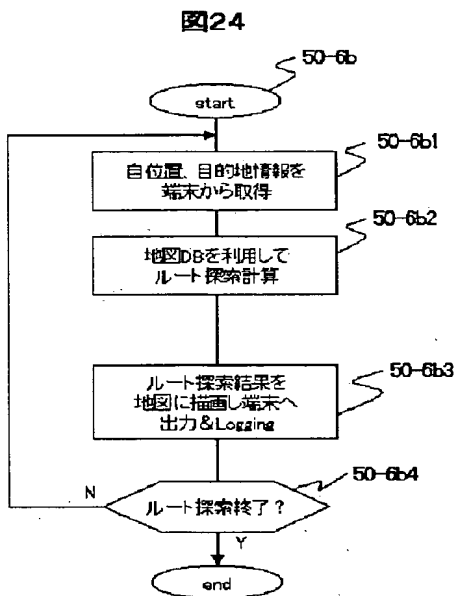 図24
50-6b
start
50-6b1
自位置、目的地情報を
端末から取得
50-6b2
地図DBを利用して
ルート探索計算
50-6b3
ルート探索結果を
地図に描画し端末へ
出力&Logging
50-6b4
N
ルート探索終了?
Y
end